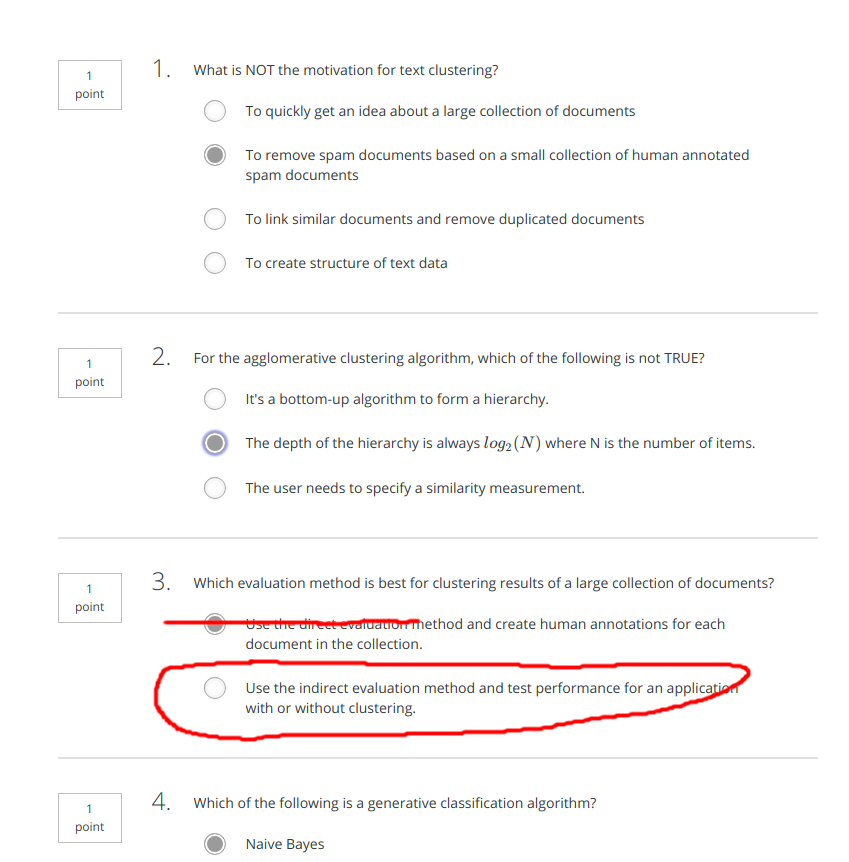 1 point
1. What is NOT the motivation for text clustering?
To quickly get an idea about a large collection of documents
To remove spam documents based on a small collection of human annotated
spam documents
To link similar documents and remove duplicated documents
To create structure of text data
1 point
2. For the agglomerative clustering algorithm, which of the following is not TRUE?
It's a bottom-up algorithm to form a hierarchy.
The depth of the hierarchy is always log₂(N) where N is the number of items.
The user needs to specify a similarity measurement.
1 point
3. Which evaluation method is best for clustering results of a large collection of documents?
Use the direct evaluation method and create human annotations for each
document in the collection.
Use the indirect evaluation method and test performance for an application
with or without clustering.
1 point
4. Which of the following is a generative classification algorithm?
Naive Bayes